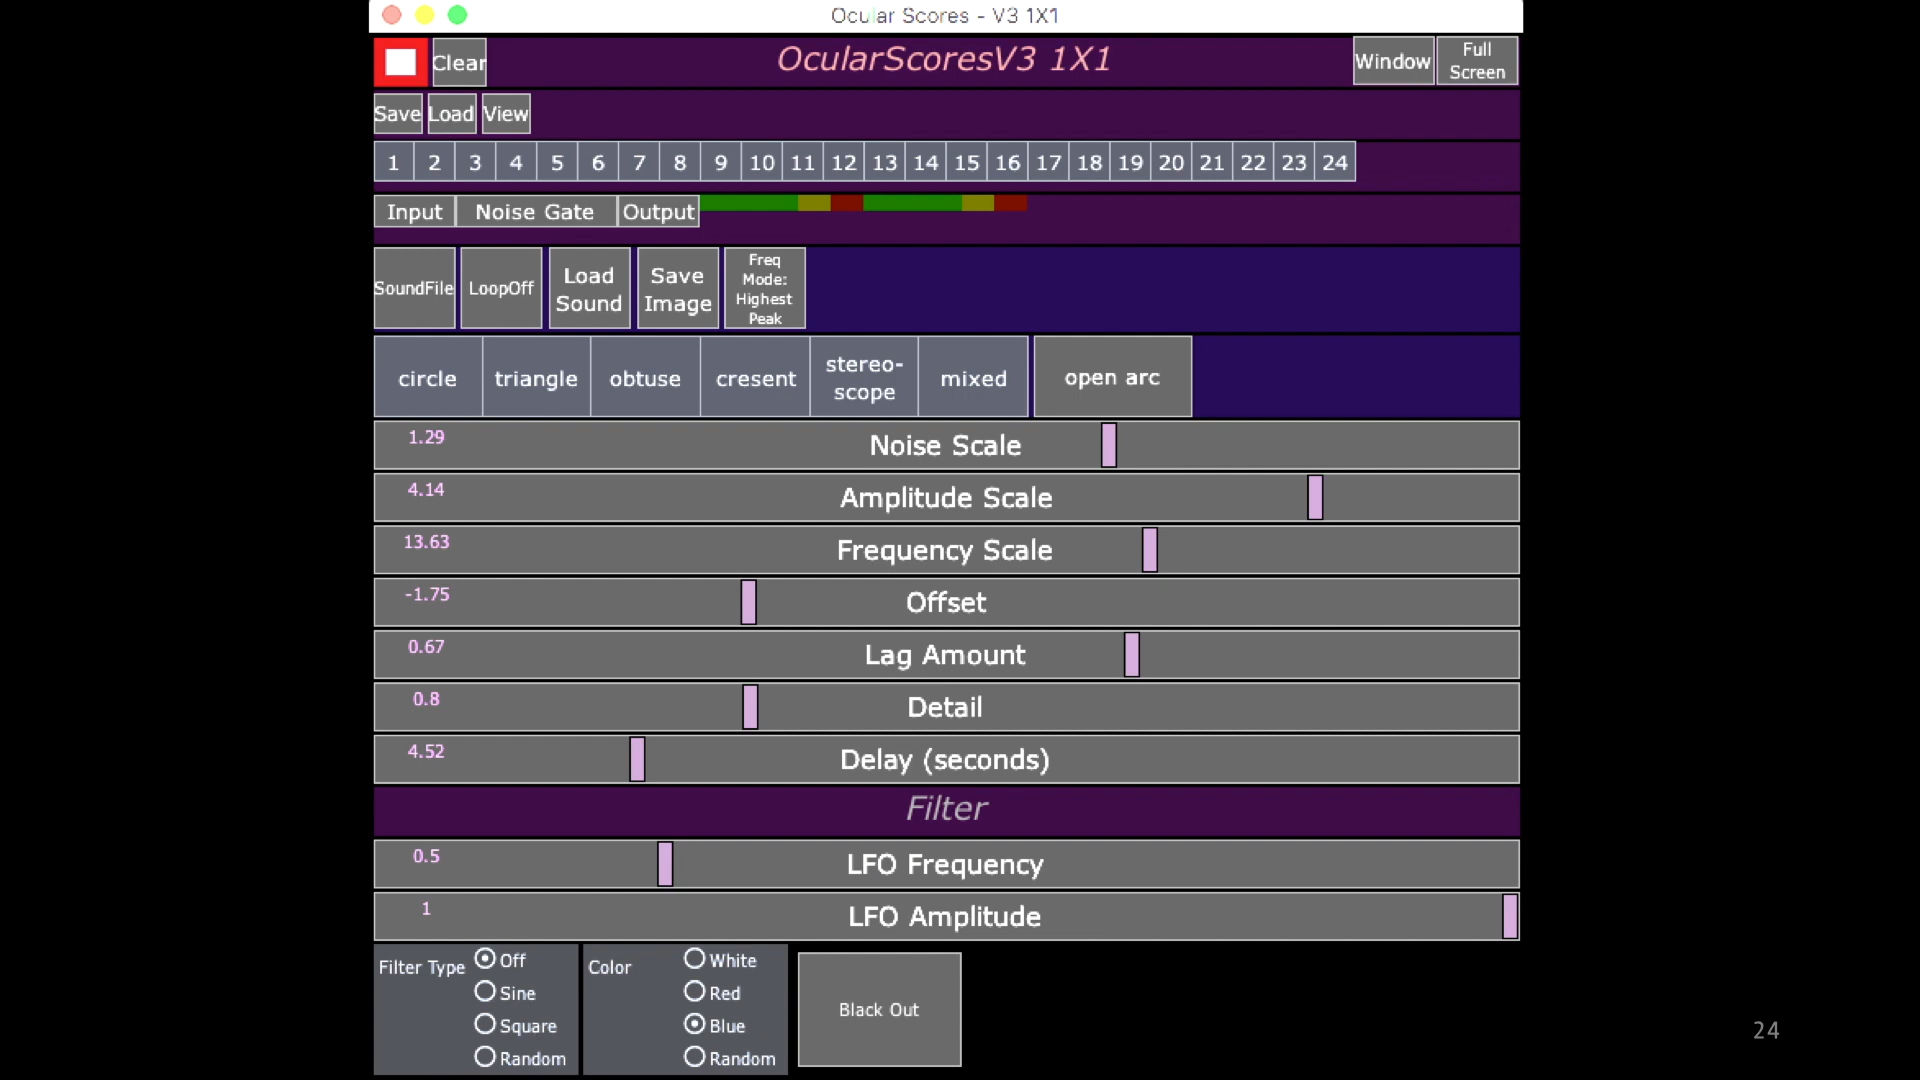 Ocular Scores - V3 1X1
Clear
OcularScoresV3 1X1
Window
Full
Screen
Save Load View
1 2 3 4 5 6 7 8 9 10 11 12 13 14 15 16 17 18 19 20 21 22 23 24
Input Noise Gate Output
SoundFile
LoopOff
Load
Sound
Save
Image
Freq
Mode:
Highest
Peak
circle
triangle
obtuse
cresent
stereo-
scope
mixed
open arc
1.29 Noise Scale
4.14 Amplitude Scale
13.63 Frequency Scale
-1.75 Offset
0.67 Lag Amount
0.8 Detail
4.52 Delay (seconds)
Filter
0.5 LFO Frequency
1 LFO Amplitude
Filter Type
Off
Sine
Square
Random
Color
White
Red
Blue
Random
Black Out
24